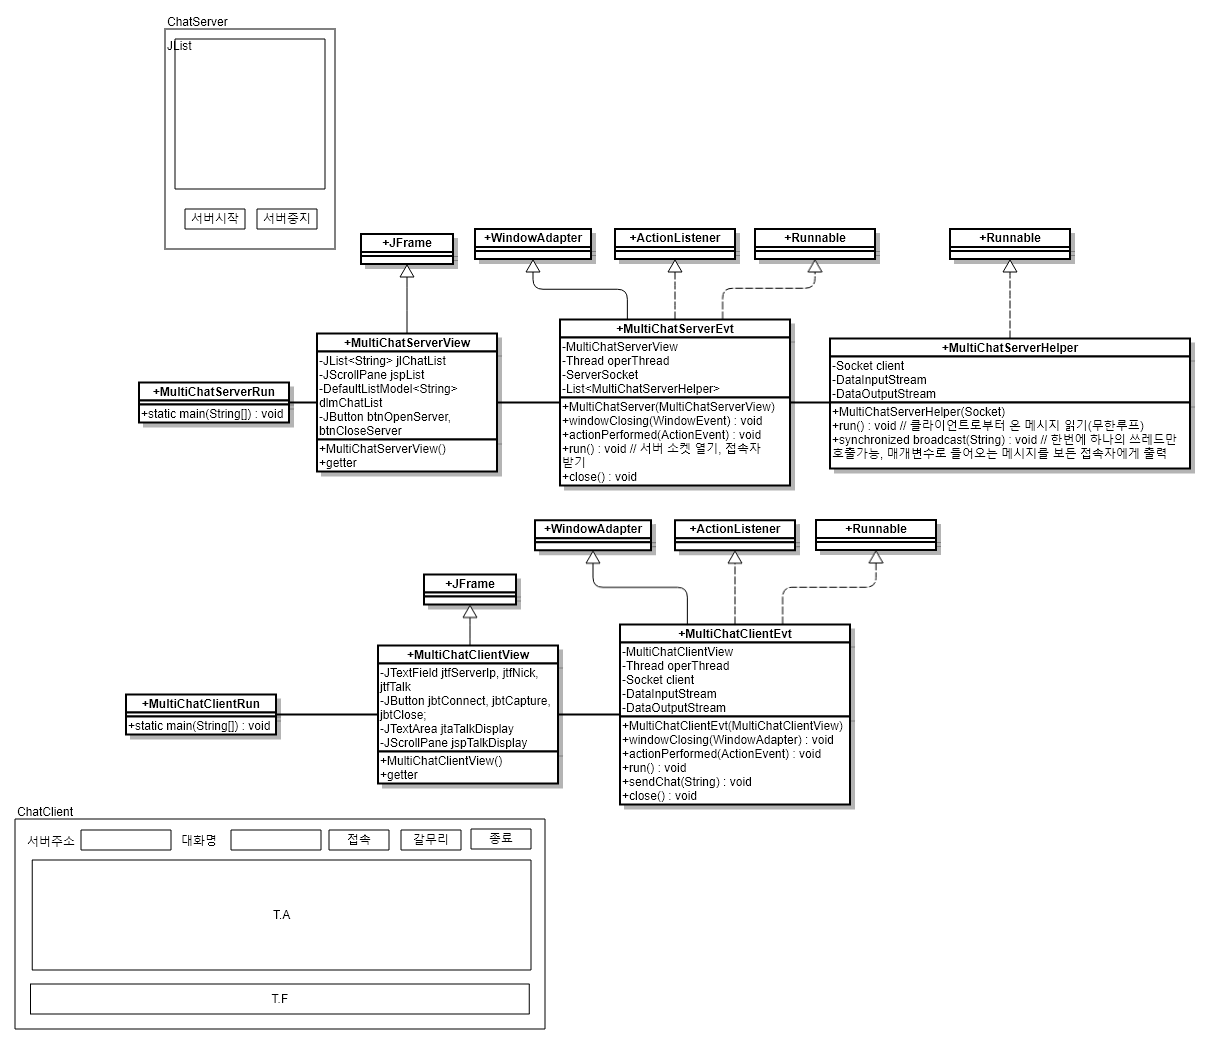 ChatServer
JList
서버시작
서버중지
+JFrame
+WindowAdapter
+ActionListener
+Runnable
+Runnable
+MultiChatServerRun
+static main(String[]) : void
+MultiChatServerView
-JList<String> jlChatList
-JScrollPane jspList
-DefaultListModel<String>
dlmChatList
-JButton btnOpenServer,
btnCloseServer
+MultiChatServerView()
+getter
+MultiChatServerEvt
-MultiChatServerView
-Thread operThread
-ServerSocket
-List<MultiChatServerHelper>
+MultiChatServer(MultiChatServerView)
+windowClosing(WindowEvent) : void
+actionPerformed(ActionEvent) : void
+run() : void // 서버 소켓 열기, 접속자
받기
+close() : void
+MultiChatServerHelper
-Socket client
-DataInputStream
-DataOutputStream
+MultiChatServerHelper(Socket)
+run() : void // 클라이언트로부터 온 메시지 읽기(무한루프)
+synchronized broadcast(String) : void // 한번에 하나의 쓰레드만
호출가능, 매개변수로 들어오는 메시지를 모든 접속자에게 출력
+WindowAdapter
+ActionListener
+Runnable
+JFrame
+MultiChatClientRun
+static main(String[]) : void
+MultiChatClientView
-JTextField jtfServerIp, jtfNick,
jtfTalk
-JButton jbtConnect, jbtCapture,
jbtClose;
-JTextArea jtaTalkDisplay
-JScrollPane jspTalkDisplay
+MultiChatClientView()
+getter
+MultiChatClientEvt
-MultiChatClientView
-Thread operThread
-Socket client
-DataInputStream
-DataOutputStream
+MultiChatClientEvt(MultiChatClientView)
+windowClosing(WindowAdapter) : void
+actionPerformed(ActionEvent) : void
+run() : void
+sendChat(String) : void
+close() : void
ChatClient
서버주소
대화명
접속
갈무리
종료
T.A
T.F